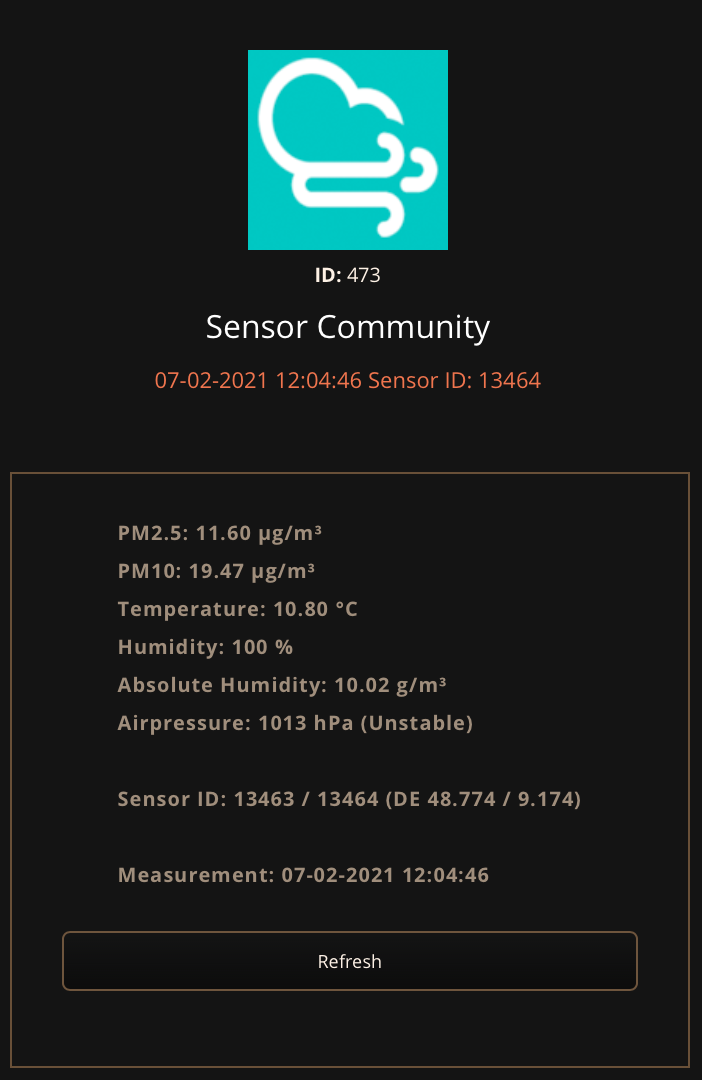 ID: 473
Sensor Community
07-02-2021 12:04:46 Sensor ID: 13464
PM2.5: 11.60 µg/m³
PM10: 19.47 µg/m³
Temperature: 10.80 °C
Humidity: 100 %
Absolute Humidity: 10.02 g/m³
Airpressure: 1013 hPa (Unstable)
Sensor ID: 13463 / 13464 (DE 48.774 / 9.174)
Measurement: 07-02-2021 12:04:46
Refresh